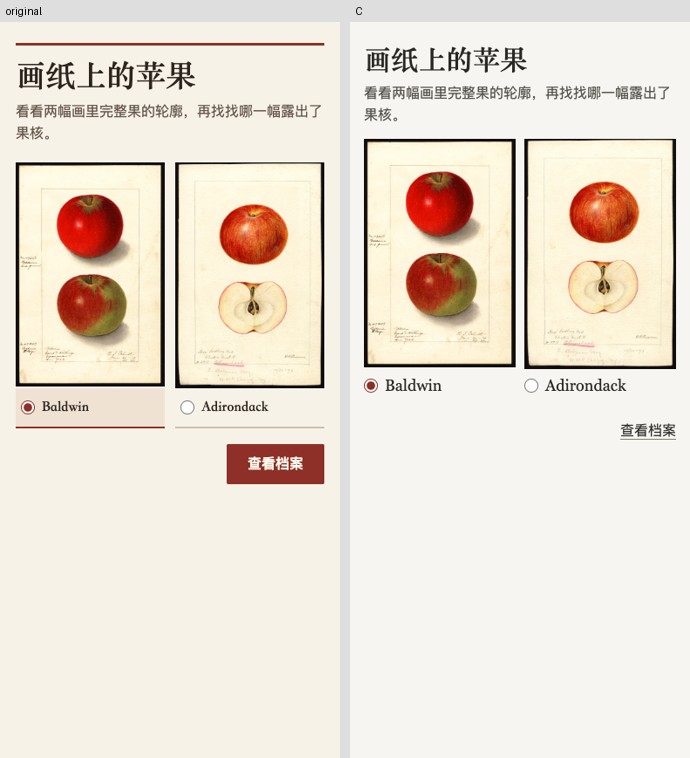 original
画纸上的苹果
看看两幅画里完整果的轮廓，再找找哪一幅露出了
果核。
Baldwin
Adirondack
查看档案
C
画纸上的苹果
看看两幅画里完整果的轮廓，再找找哪一幅露出了
果核。
Baldwin
Adirondack
查看档案